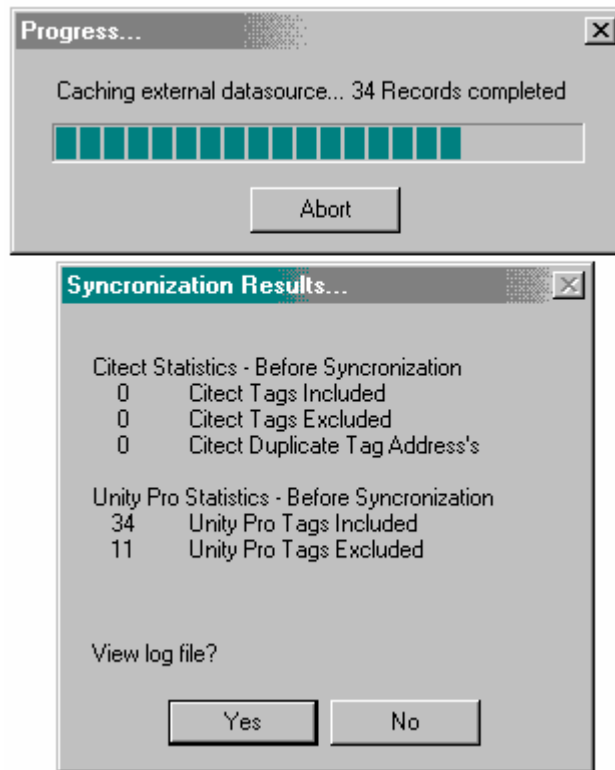 Progress...
Caching external datasource... 34 Records completed
Abort
Syncronization Results...
Citect Statistics - Before Syncronization
0 Citect Tags Included
0 Citect Tags Excluded
0 Citect Duplicate Tag Address's
Unity Pro Statistics - Before Syncronization
34 Unity Pro Tags Included
11 Unity Pro Tags Excluded
View log file?
Yes No